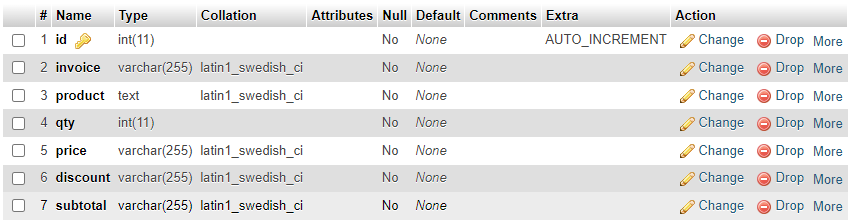 # Name Type Collation Attributes Null Default Comments Extra Action
1 id int(11) No None AUTO_INCREMENT Change Drop More
2 invoice varchar(255) latin1_swedish_ci No None Change Drop More
3 product text latin1_swedish_ci No None Change Drop More
4 qty int(11) No None Change Drop More
5 price varchar(255) latin1_swedish_ci No None Change Drop More
6 discount varchar(255) latin1_swedish_ci No None Change Drop More
7 subtotal varchar(255) latin1_swedish_ci No None Change Drop More